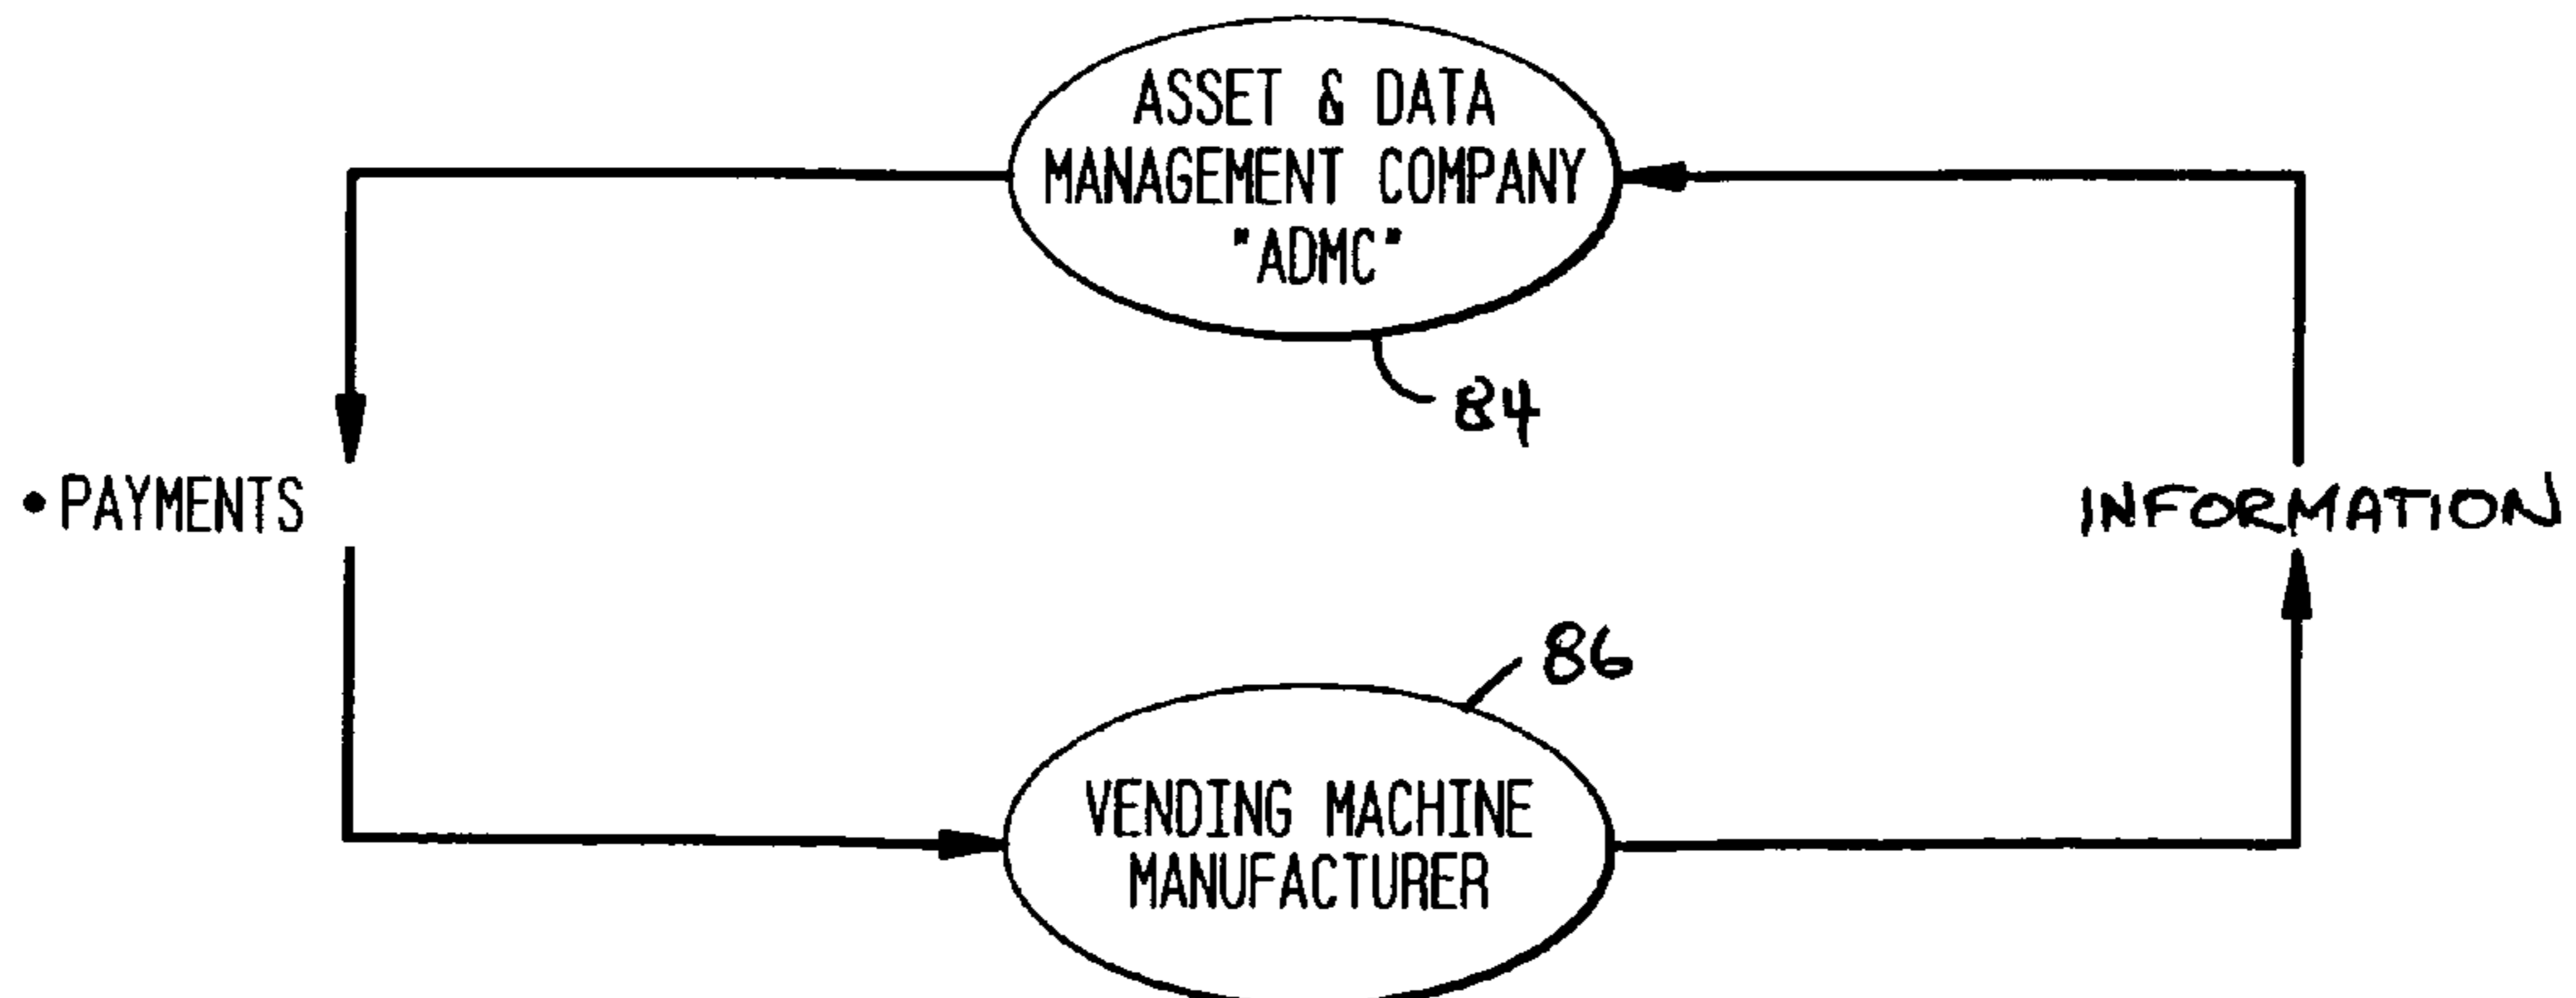 ASSET & DATA
MANAGEMENT COMPANY
"ADMC"
84
• PAYMENTS
INFORMATION
86
VENDING MACHINE
MANUFACTURER